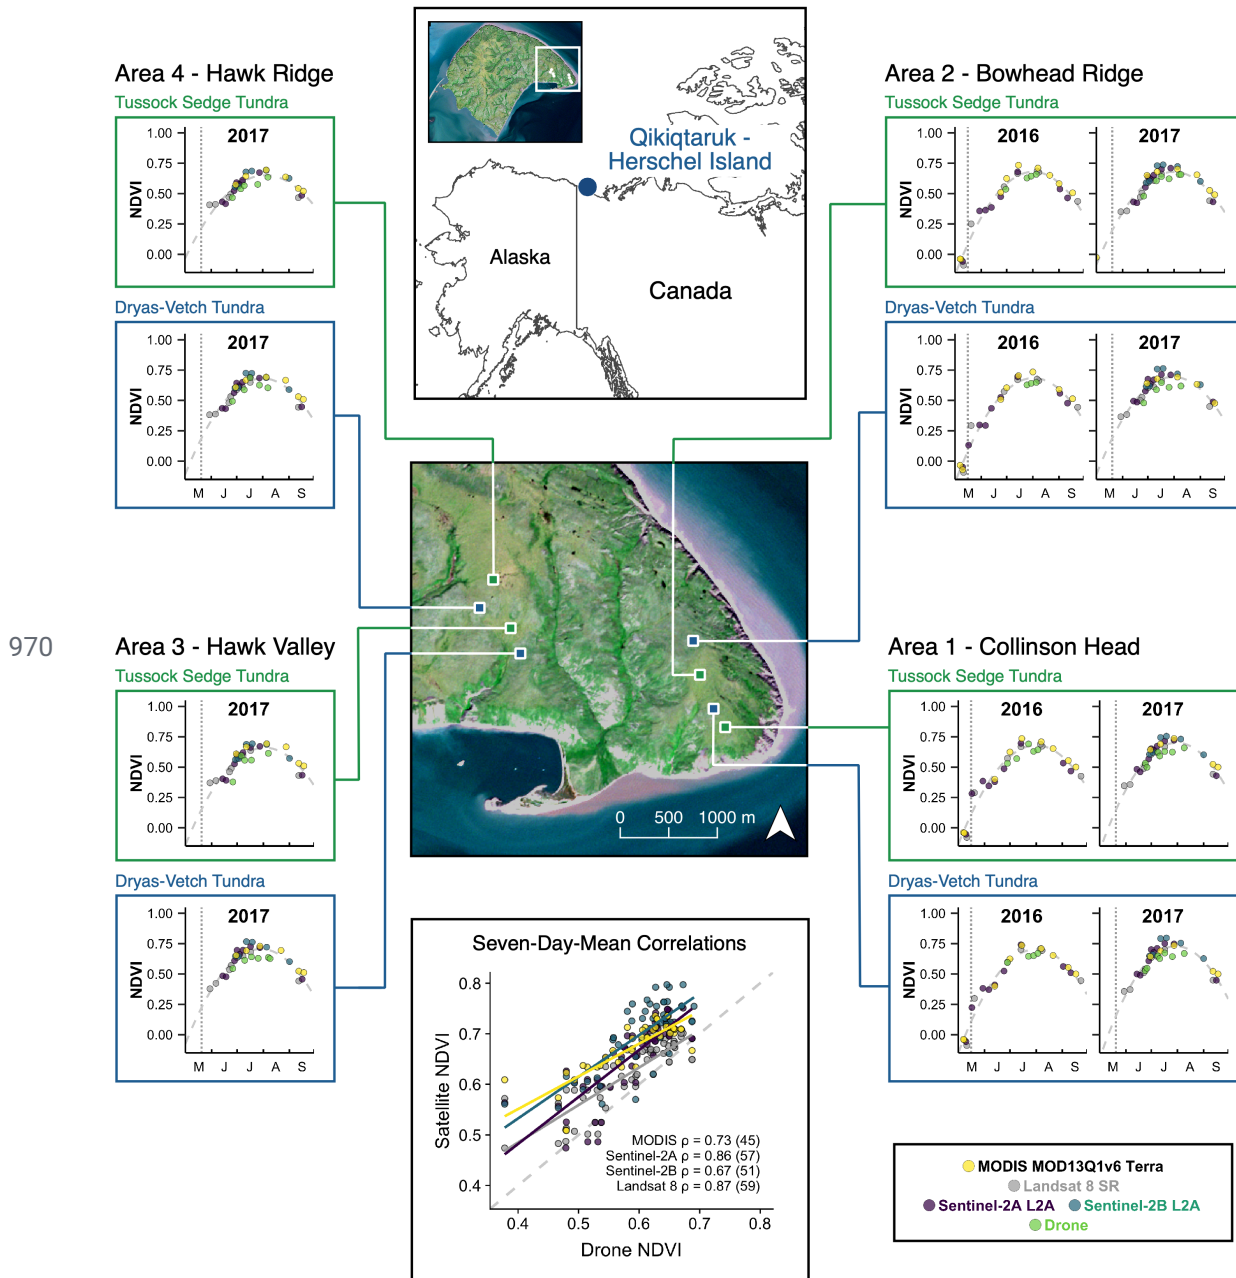 Area 4 - Hawk Ridge
Tussock Sedge Tundra
2017
1.00
0.75
0.50
0.25
0.00
NDVI
Dryas-Vetch Tundra
2017
1.00
0.75
0.50
0.25
0.00
NDVI
M J J A S
Qikiqtaruk -
Herschel Island
Alaska
Canada
Area 2 - Bowhead Ridge
Tussock Sedge Tundra
2016 2017
1.00
0.75
0.50
0.25
0.00
NDVI
Dryas-Vetch Tundra
2016 2017
1.00
0.75
0.50
0.25
0.00
NDVI
M J J A S M J J A S
970
Area 3 - Hawk Valley
Tussock Sedge Tundra
2017
1.00
0.75
0.50
0.25
0.00
NDVI
Dryas-Vetch Tundra
2017
1.00
0.75
0.50
0.25
0.00
NDVI
M J J A S
0 500 1000 m
Area 1 - Collinson Head
Tussock Sedge Tundra
2016 2017
1.00
0.75
0.50
0.25
0.00
NDVI
Dryas-Vetch Tundra
2016 2017
1.00
0.75
0.50
0.25
0.00
NDVI
M J J A S M J J A S
Seven-Day-Mean Correlations
0.8
0.7
0.6
0.5
0.4
Satellite NDVI
MODIS ρ = 0.73 (45)
Sentinel-2A ρ = 0.86 (57)
Sentinel-2B ρ = 0.67 (51)
Landsat 8 ρ = 0.87 (59)
0.4 0.5 0.6 0.7 0.8
Drone NDVI
MODIS MOD13Q1v6 Terra
Landsat 8 SR
Sentinel-2A L2A Sentinel-2B L2A
Drone